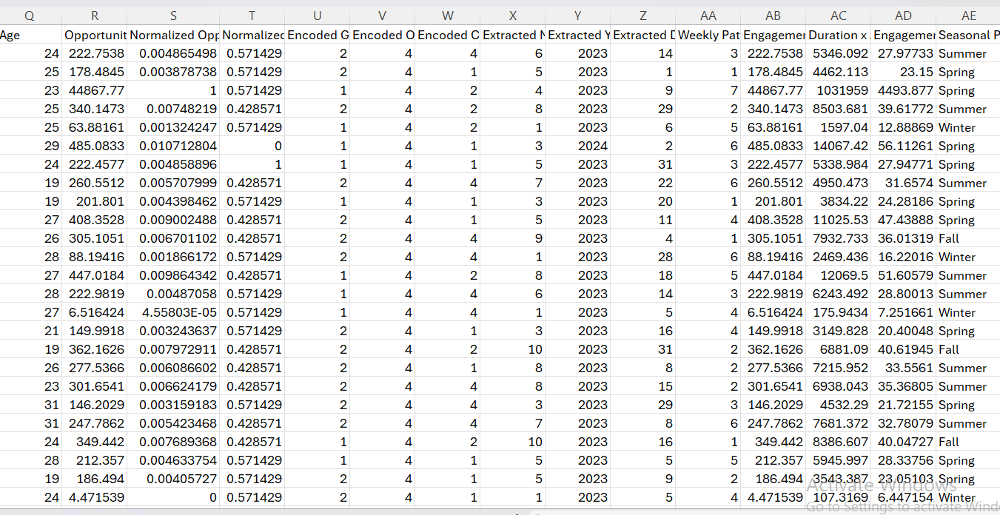 Q R S T U V W X Y Z AA AB AC AD AE
Age Opportunit Normalized Opp Normalized Encoded G Encoded O Encoded C Extracted M Extracted Y Extracted D Weekly Pat Engagemen Duration x Engagemen Seasonal P
24 222.7538 0.004865498 0.571429 2 4 4 6 2023 14 3 222.7538 5346.092 27.97733 Summer
25 178.4845 0.003878738 0.571429 2 4 1 5 2023 1 1 178.4845 4462.113 23.15 Spring
23 44867.77 1 0.571429 1 4 2 4 2023 9 7 44867.77 1031959 4493.877 Spring
25 340.1473 0.00748219 0.428571 2 4 2 8 2023 29 2 340.1473 8503.681 39.61772 Summer
25 63.88161 0.001324247 0.571429 1 4 2 1 2023 6 5 63.88161 1597.04 12.88869 Winter
29 485.0833 0.010712804 0 1 4 1 3 2024 2 6 485.0833 14067.42 56.11261 Spring
24 222.4577 0.004858896 1 1 4 1 5 2023 31 3 222.4577 5338.984 27.94771 Spring
19 260.5512 0.005707999 0.428571 2 4 4 7 2023 22 6 260.5512 4950.473 31.6574 Summer
19 201.801 0.004398462 0.571429 1 4 1 3 2023 20 1 201.801 3834.22 24.28186 Spring
27 408.3528 0.009002488 0.428571 2 4 1 5 2023 11 4 408.3528 11025.53 47.43888 Spring
26 305.1051 0.006701102 0.428571 2 4 4 9 2023 4 1 305.1051 7932.733 36.01319 Fall
28 88.19416 0.001866172 0.571429 2 4 4 1 2023 28 6 88.19416 2469.436 16.22016 Winter
27 447.0184 0.009864342 0.428571 1 4 2 8 2023 18 5 447.0184 12069.5 51.60579 Summer
28 222.9819 0.00487058 0.571429 1 4 4 6 2023 14 3 222.9819 6243.492 28.80013 Summer
27 6.516424 4.55803E-05 0.571429 1 4 4 1 2023 5 4 6.516424 175.9434 7.251661 Winter
21 149.9918 0.003243637 0.571429 2 4 1 3 2023 16 4 149.9918 3149.828 20.40048 Spring
19 362.1626 0.007972911 0.428571 2 4 2 10 2023 31 2 362.1626 6881.09 40.61945 Fall
26 277.5366 0.006086602 0.428571 2 4 1 8 2023 8 2 277.5366 7215.952 33.5561 Summer
23 301.6541 0.006624179 0.428571 2 4 4 8 2023 15 2 301.6541 6938.043 35.36805 Summer
31 146.2029 0.003159183 0.571429 2 4 4 3 2023 29 3 146.2029 4532.29 21.72155 Spring
31 247.7862 0.005423468 0.428571 2 4 4 7 2023 8 6 247.7862 7681.372 32.78079 Summer
24 349.442 0.007689368 0.428571 1 4 2 10 2023 16 1 349.442 8386.607 40.04727 Fall
28 212.357 0.004633754 0.571429 1 4 1 5 2023 5 5 212.357 5945.997 28.33756 Spring
19 186.494 0.00405727 0.571429 2 4 1 5 2023 9 2 186.494 3543.387 23.05103 Spring
24 4.471539 0 0.571429 2 4 1 1 2023 5 4 4.471539 107.3169 6.447154 Winter
Activate Windows
Go to Settings to activate Wind